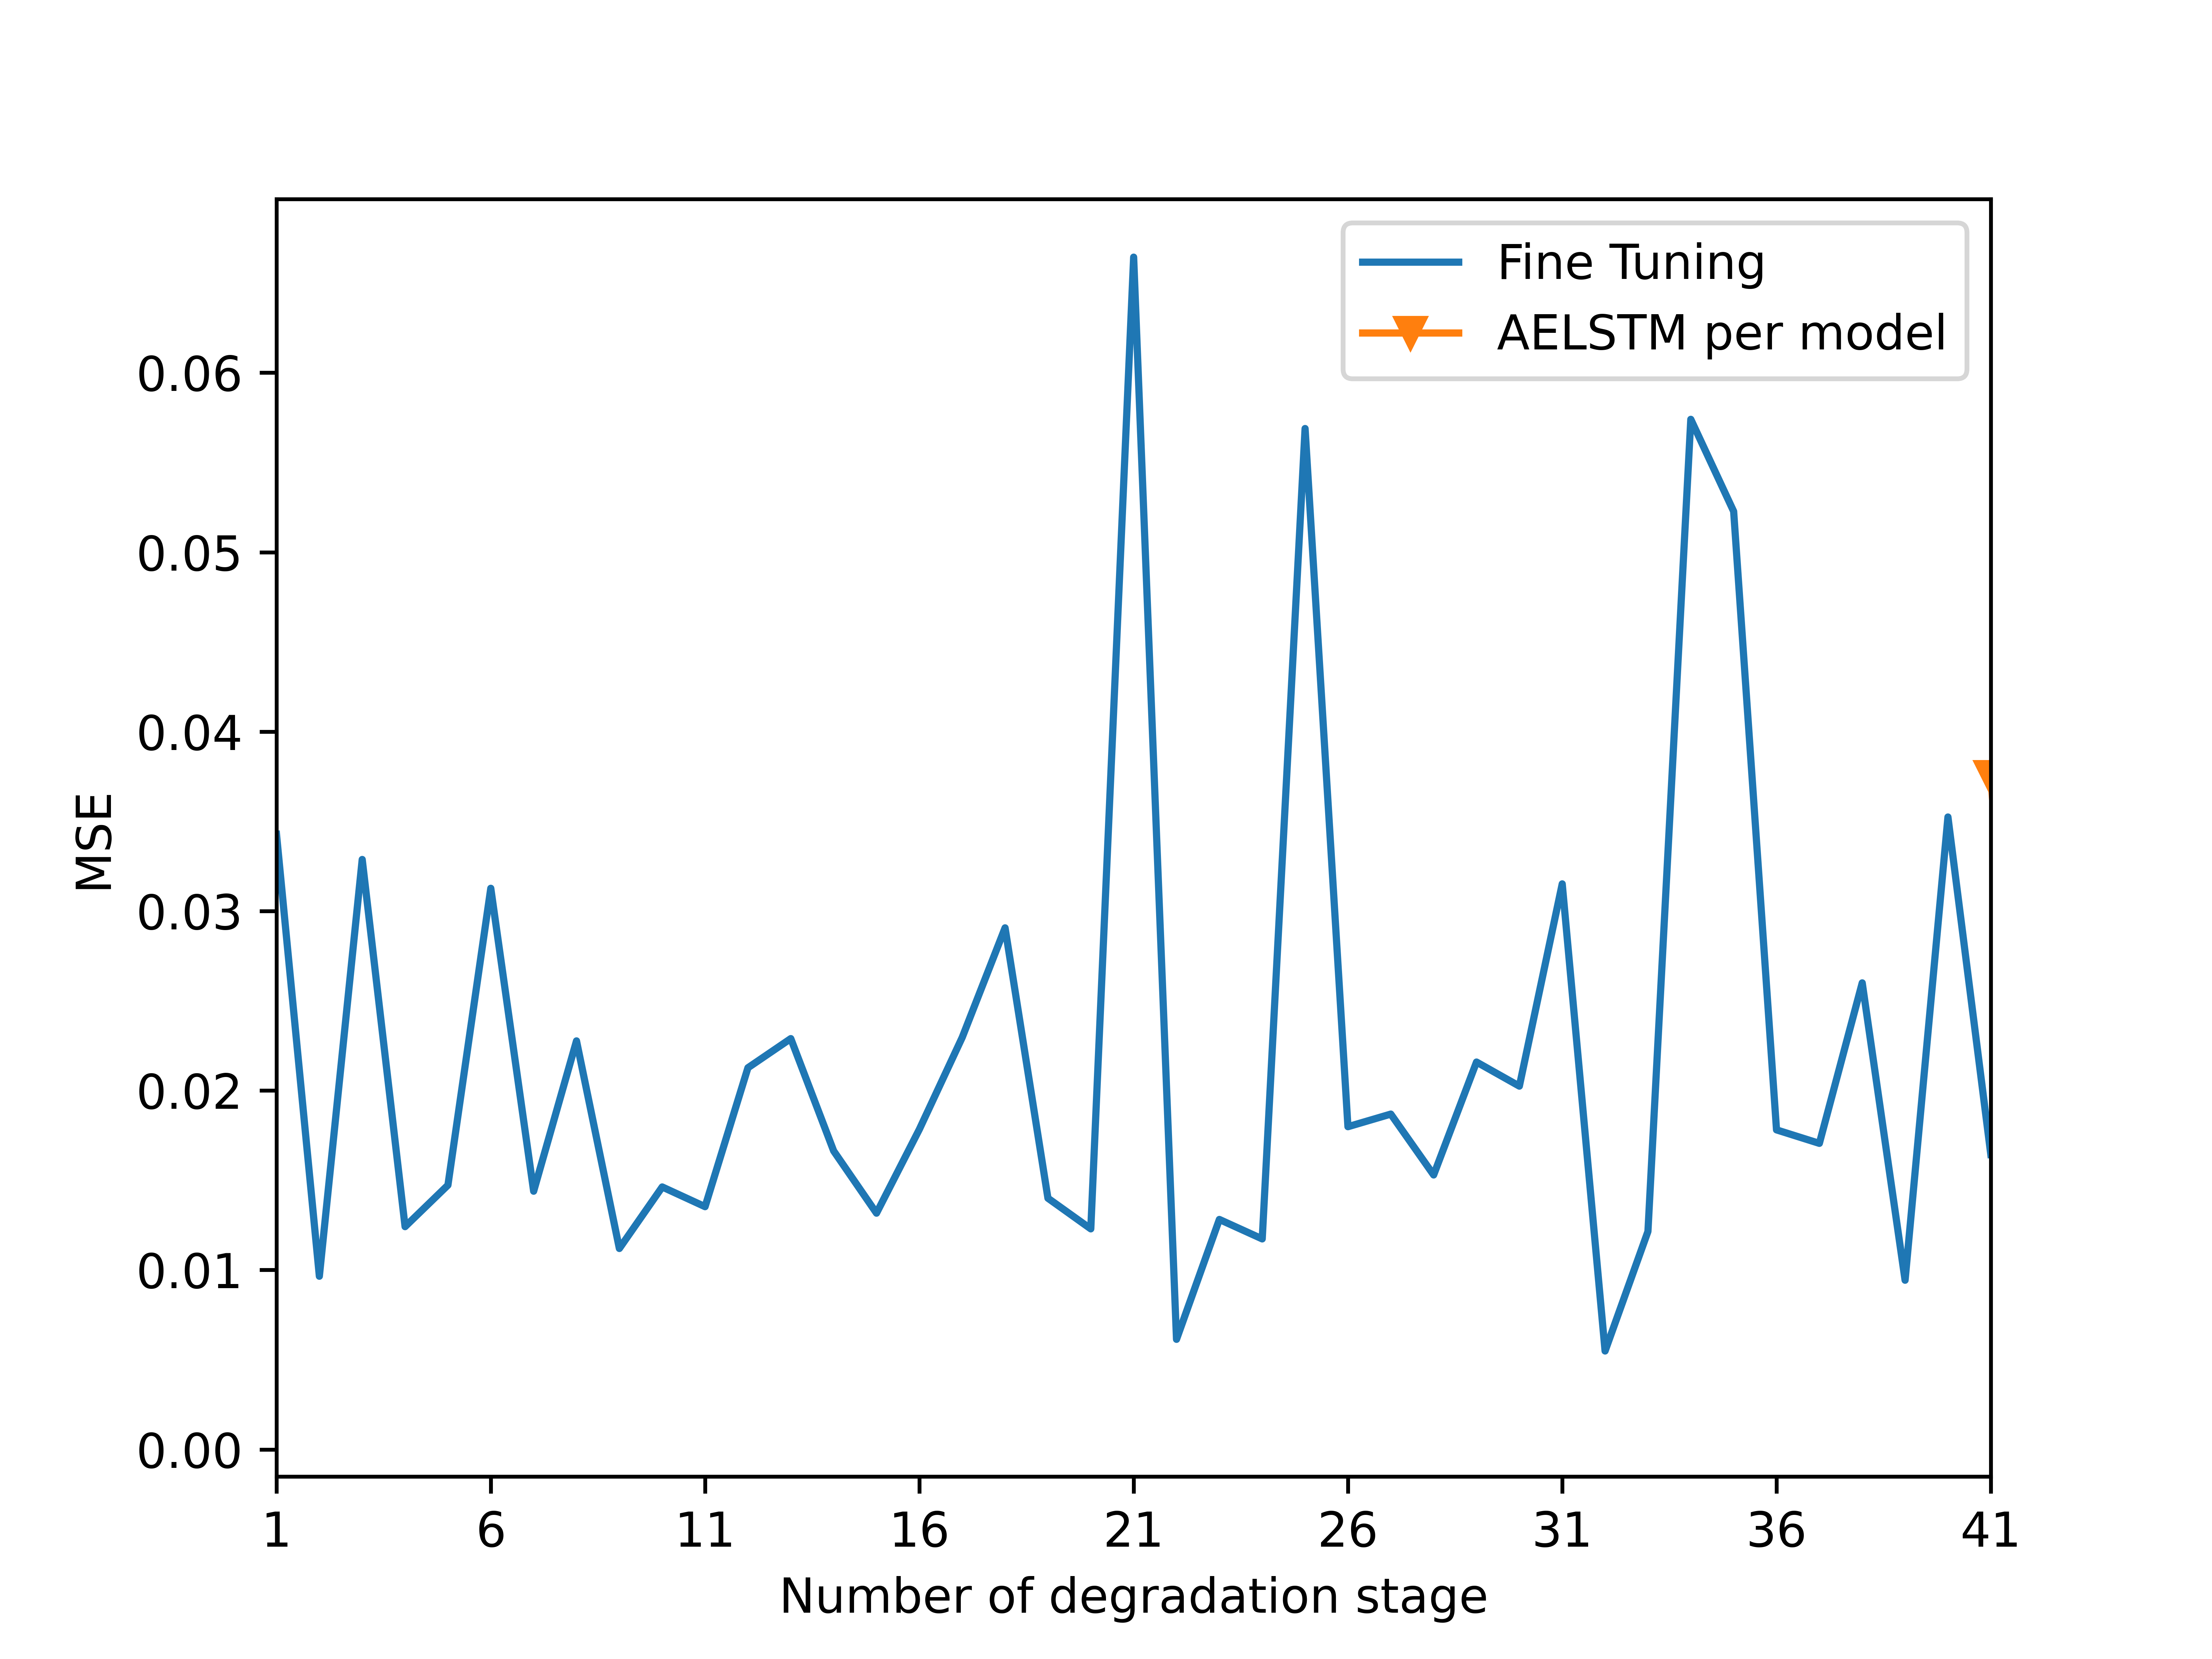 Fine Tuning
AELSTM per model
0.06
0.05
0.04
0.03
0.02
0.01
0.00
MSE
1 6 11 16 21 26 31 36 41
Number of degradation stage